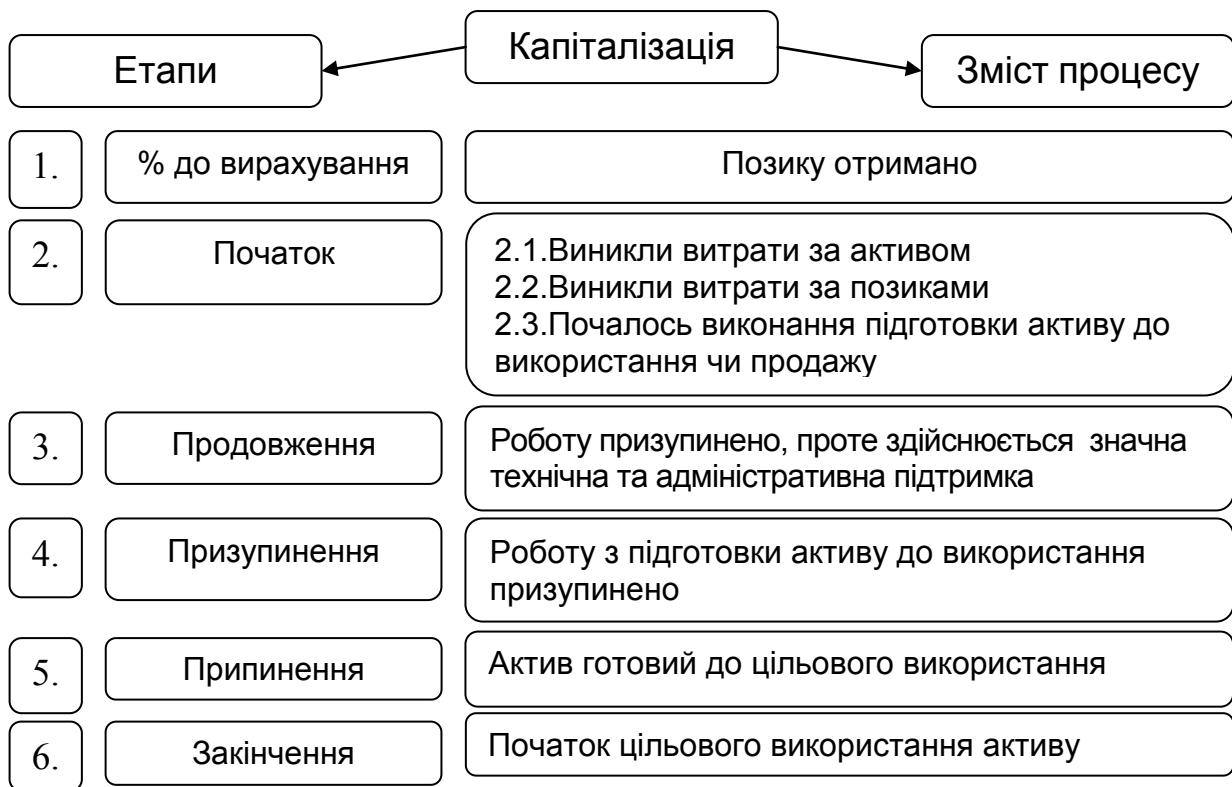 Капіталізація
Етапи
Зміст процесу
1.
% до вирахування
Позику отримано
2.
Початок
2.1.Виникли витрати за активом
2.2.Виникли витрати за позиками
2.3.Почалось виконання підготовки активу до
використання чи продажу
3.
Продовження
Роботу призупинено, проте здійснюється значна
технічна та адміністративна підтримка
4.
Призупинення
Роботу з підготовки активу до використання
призупинено
5.
Припинення
Актив готовий до цільового використання
6.
Закінчення
Початок цільового використання активу